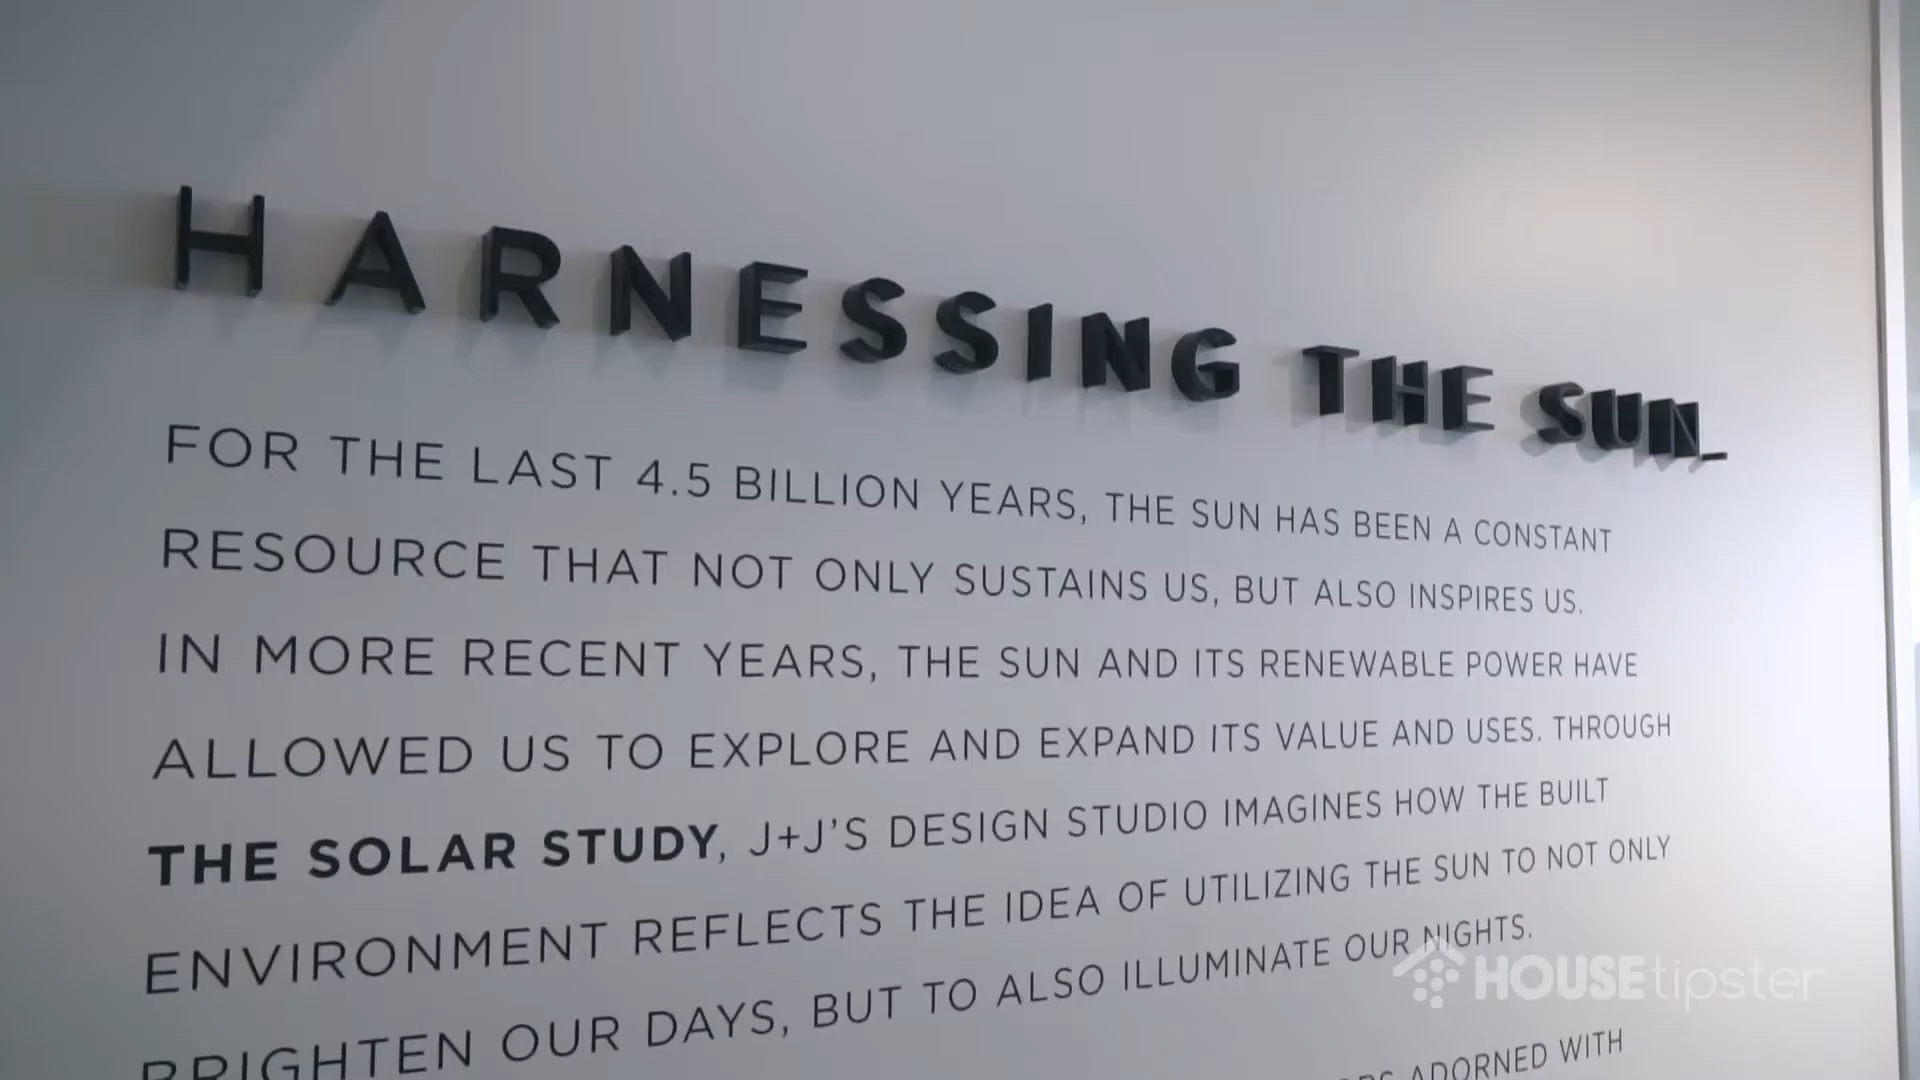 HARNESSING THE SUN_
FOR THE LAST 4.5 BILLION YEARS, THE SUN HAS BEEN A CONSTANT
RESOURCE THAT NOT ONLY SUSTAINS US, BUT ALSO INSPIRES US.
IN MORE RECENT YEARS, THE SUN AND ITS RENEWABLE POWER HAVE
ALLOWED US TO EXPLORE AND EXPAND ITS VALUE AND USES. THROUGH
THE SOLAR STUDY, J+J'S DESIGN STUDIO IMAGINES HOW THE BUILT
ENVIRONMENT REFLECTS THE IDEA OF UTILIZING THE SUN TO NOT ONLY
BRIGHTEN OUR DAYS, BUT TO ALSO ILLUMINATE OUR NIGHTS.
ADORNED WITH
HOUSEtipster